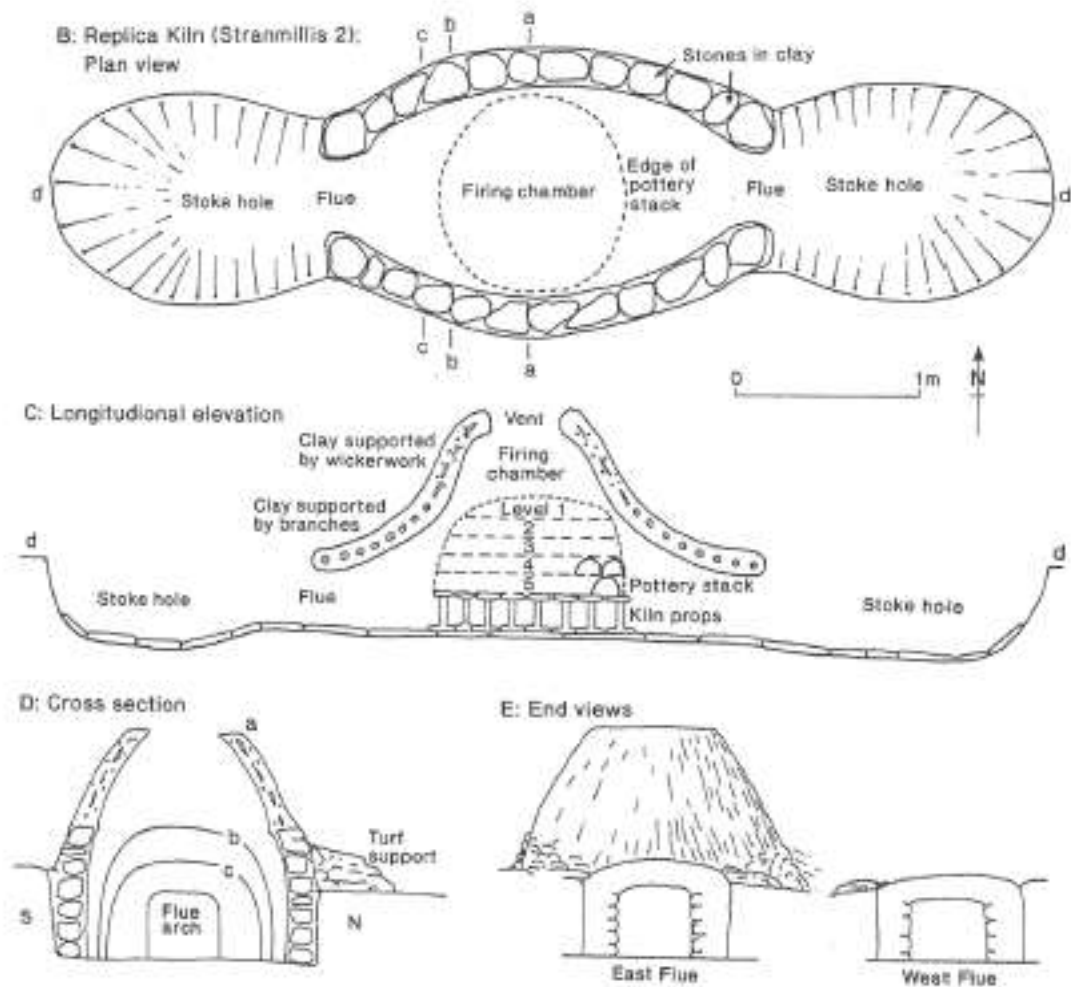 B: Replica Kiln (Stranmillis 2):
Plan view
a
b
c
Stones in clay
d
Stoke hole
Flue
Firing chamber
Edge of
pottery
stack
Flue
Stoke hole
d
c
b
a
0
1m
N
C: Longitudional elevation
Vent
Clay supported
by wickerwork
Firing
chamber
Clay supported
by branches
Level 1
2
3
4
5
d
d
Stoke hole
Flue
Pottery stack
Kiln props
Stoke hole
D: Cross section
a
b
c
Turf
support
S
Flue
arch
N
E: End views
East Flue
West Flue